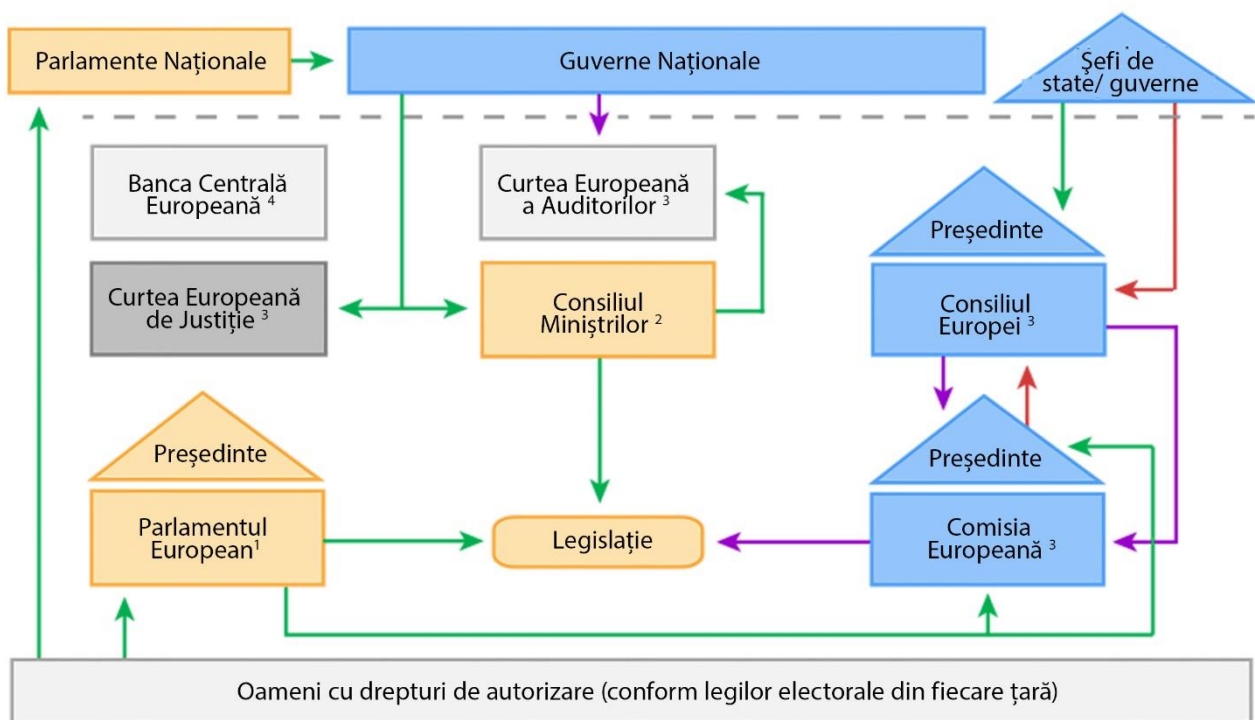 Parlamente Naționale
Guverne Naționale
Șefi de
state/ guverne
Banca Centrală
Europeană ⁴
Curtea Europeană
a Auditorilor ³
Președinte
Curtea Europeană
de Justiție ³
Consiliul
Miniștrilor ²
Consiliul
Europei ³
Președinte
Președinte
Parlamentul
European¹
Legislație
Comisia
Europeană ³
Oameni cu drepturi de autorizare (conform legilor electorale din fiecare țară)